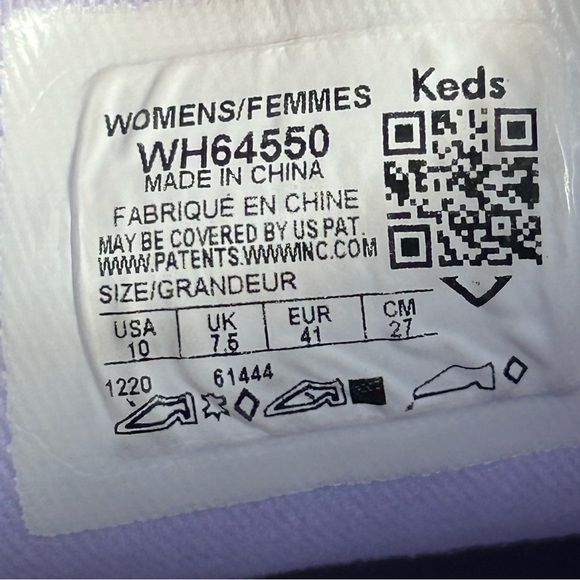 Keds
WOMENS/FEMMES
WH64550
MADE IN CHINA
FABRIQUÉ EN CHINE
MAY BE COVERED BY US PAT.
WWW.PATENTS.WWWINC.COM
SIZE/GRANDEUR
USA UK EUR CM
10 7.5 41 27
1220 61444